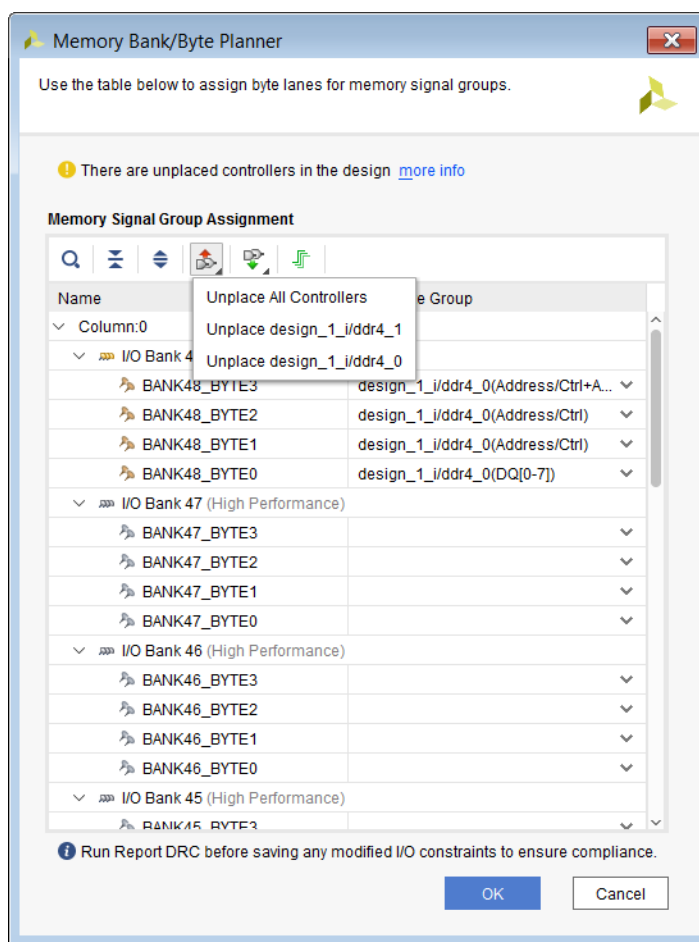 Memory Bank/Byte Planner
Use the table below to assign byte lanes for memory signal groups.
There are unplaced controllers in the design more info
Memory Signal Group Assignment
Unplace All Controllers
Unplace design_1_i/ddr4_1
Unplace design_1_i/ddr4_0
Name e Group
Column:0
I/O Bank 4
BANK48_BYTE3 design_1_i/ddr4_0(Address/Ctrl+A...
BANK48_BYTE2 design_1_i/ddr4_0(Address/Ctrl)
BANK48_BYTE1 design_1_i/ddr4_0(Address/Ctrl)
BANK48_BYTE0 design_1_i/ddr4_0(DQ[0-7])
I/O Bank 47 (High Performance)
BANK47_BYTE3
BANK47_BYTE2
BANK47_BYTE1
BANK47_BYTE0
I/O Bank 46 (High Performance)
BANK46_BYTE3
BANK46_BYTE2
BANK46_BYTE1
BANK46_BYTE0
I/O Bank 45 (High Performance)
BANK45_BYTE3
Run Report DRC before saving any modified I/O constraints to ensure compliance.
OK Cancel